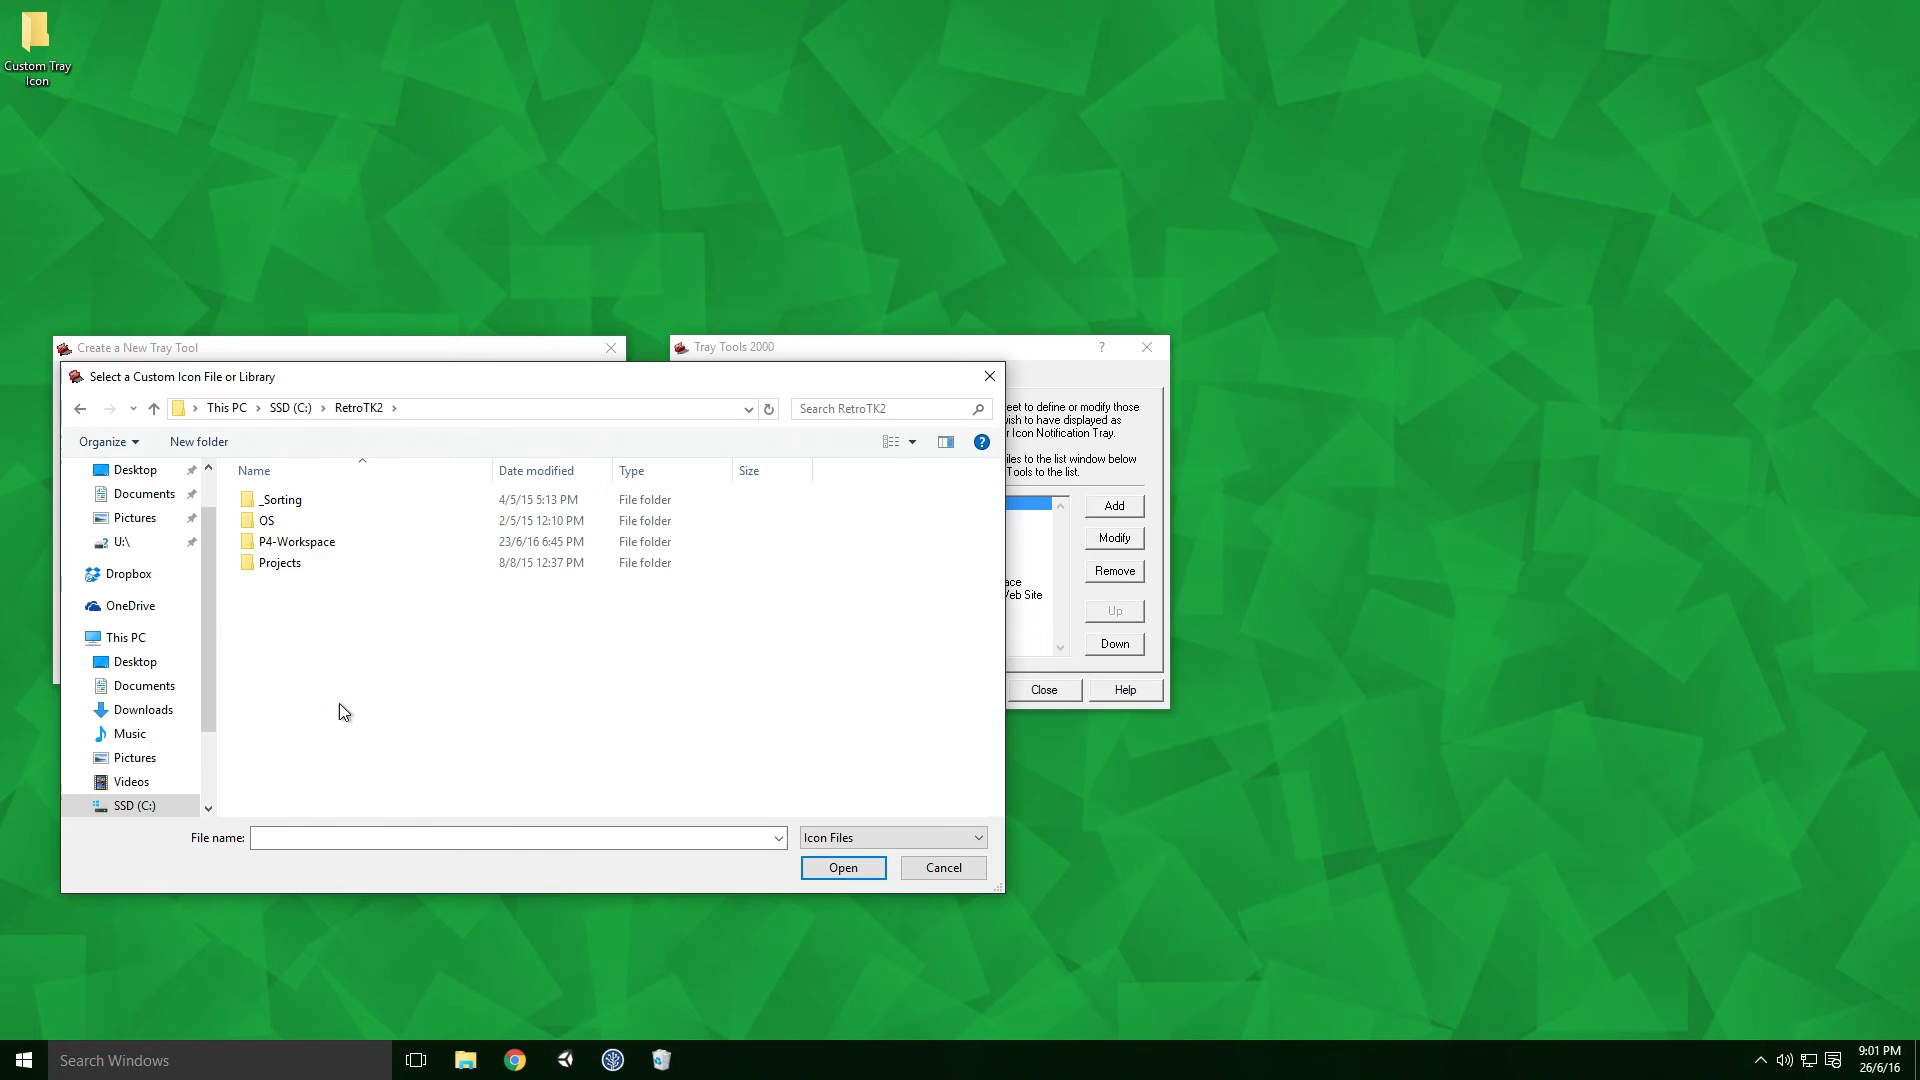 Custom Tray
Icon
Create a New Tray Tool
Tray Tools 2000
?
Select a Custom Icon File or Library
This PC > SSD (C:) > RetroTK2 >
Search RetroTK2
Organize
New folder
?
Name
Date modified
Type
Size
_Sorting 4/5/15 5:13 PM File folder
OS 2/5/15 12:10 PM File folder
P4-Workspace 23/6/16 6:45 PM File folder
Projects 8/8/15 12:37 PM File folder
Desktop
Documents
Pictures
U:\
Dropbox
OneDrive
This PC
Desktop
Documents
Downloads
Music
Pictures
Videos
SSD (C:)
File name:
Icon Files
Open
Cancel
eet to define or modify those
ish to have displayed as
r Icon Notification Tray.
iles to the list window below
Tools to the list.
ace
Web Site
Add
Modify
Remove
Up
Down
Close
Help
Search Windows
9:01 PM
26/6/16